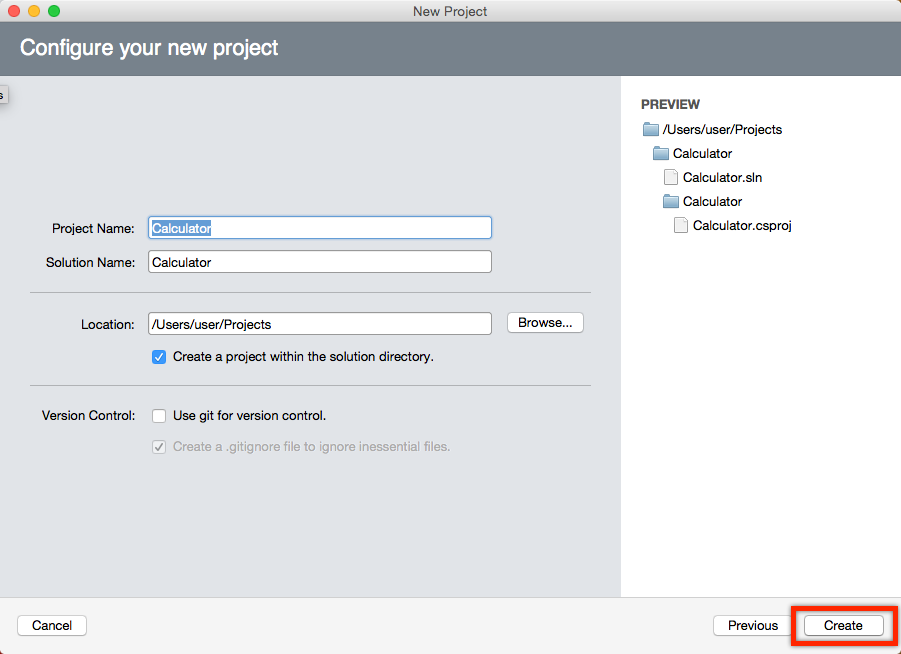 New Project
Configure your new project
s
Project Name: Calculator
Solution Name: Calculator
Location: /Users/user/Projects Browse...
Create a project within the solution directory.
Version Control: Use git for version control.
Create a .gitignore file to ignore inessential files.
PREVIEW
/Users/user/Projects
Calculator
Calculator.sln
Calculator
Calculator.csproj
Cancel Previous Create